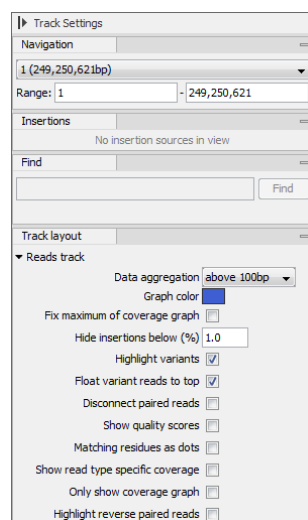 Track Settings
Navigation
1 (249,250,621bp)
Range: 1 - 249,250,621
Insertions
No insertion sources in view
Find
Find
Track layout
Reads track
Data aggregation above 100bp
Graph color
Fix maximum of coverage graph
Hide insertions below (%) 1.0
Highlight variants
Float variant reads to top
Disconnect paired reads
Show quality scores
Matching residues as dots
Show read type specific coverage
Only show coverage graph
Highlight reverse paired reads